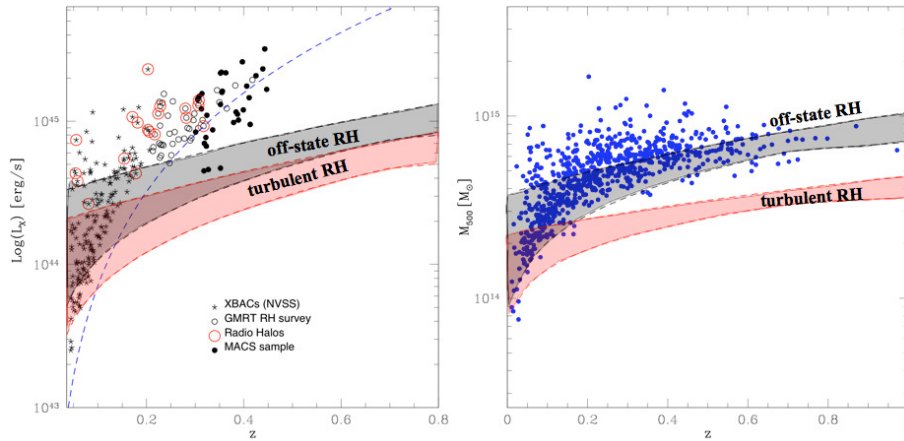 off-state RH
turbulent RH
Log(L_X) [erg/s]
10^45
10^44
10^43
XBACs (NVSS)
GMRT RH survey
Radio Halos
MACS sample
0.2
0.4
0.6
0.8
z
off-state RH
turbulent RH
M_500 [M_⊙]
10^15
10^14
0
0.2
0.4
0.6
0.8
z